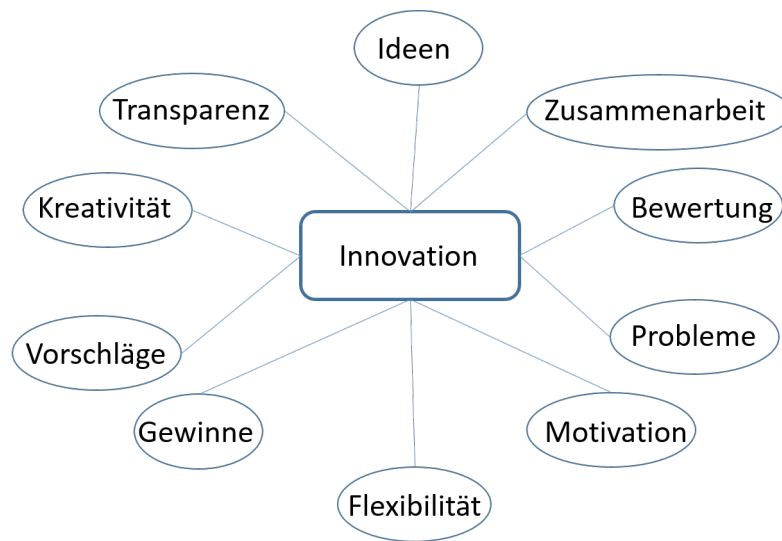 Ideen
Transparenz
Zusammenarbeit
Kreativität
Bewertung
Innovation
Vorschläge
Probleme
Gewinne
Motivation
Flexibilität